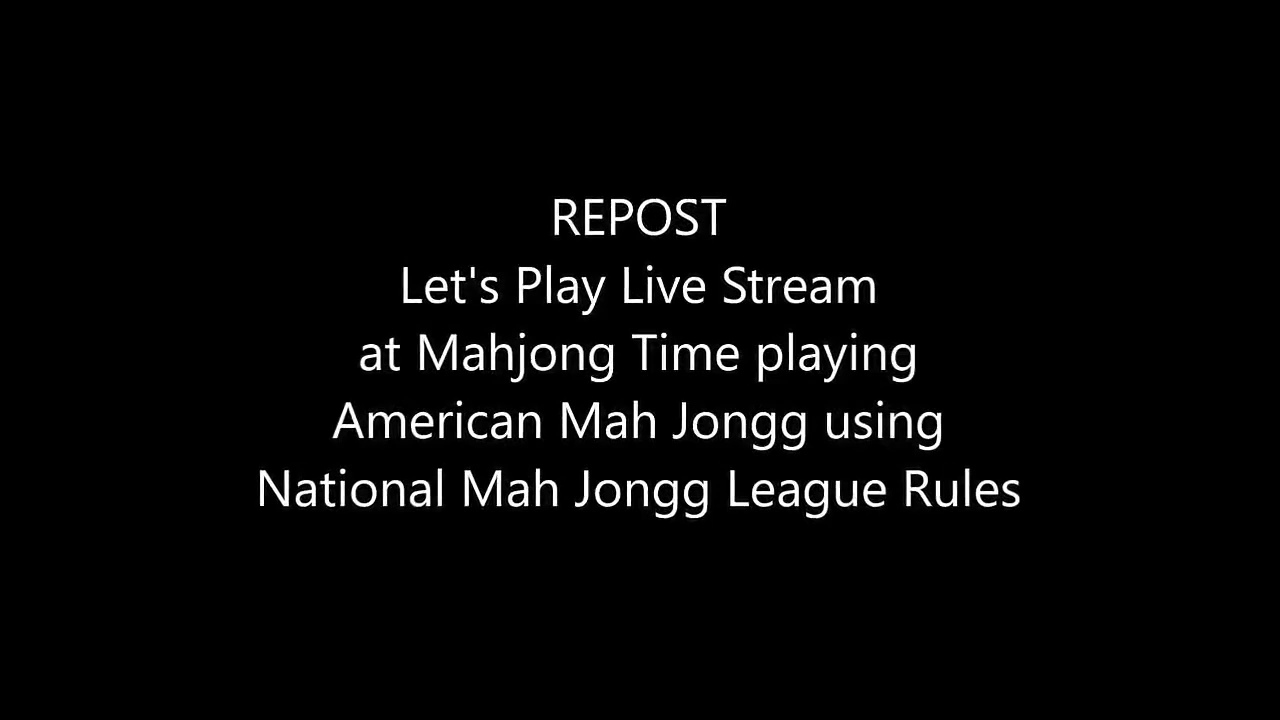 REPOST
Let's Play Live Stream
at Mahjong Time playing
American Mah Jongg using
National Mah Jongg League Rules